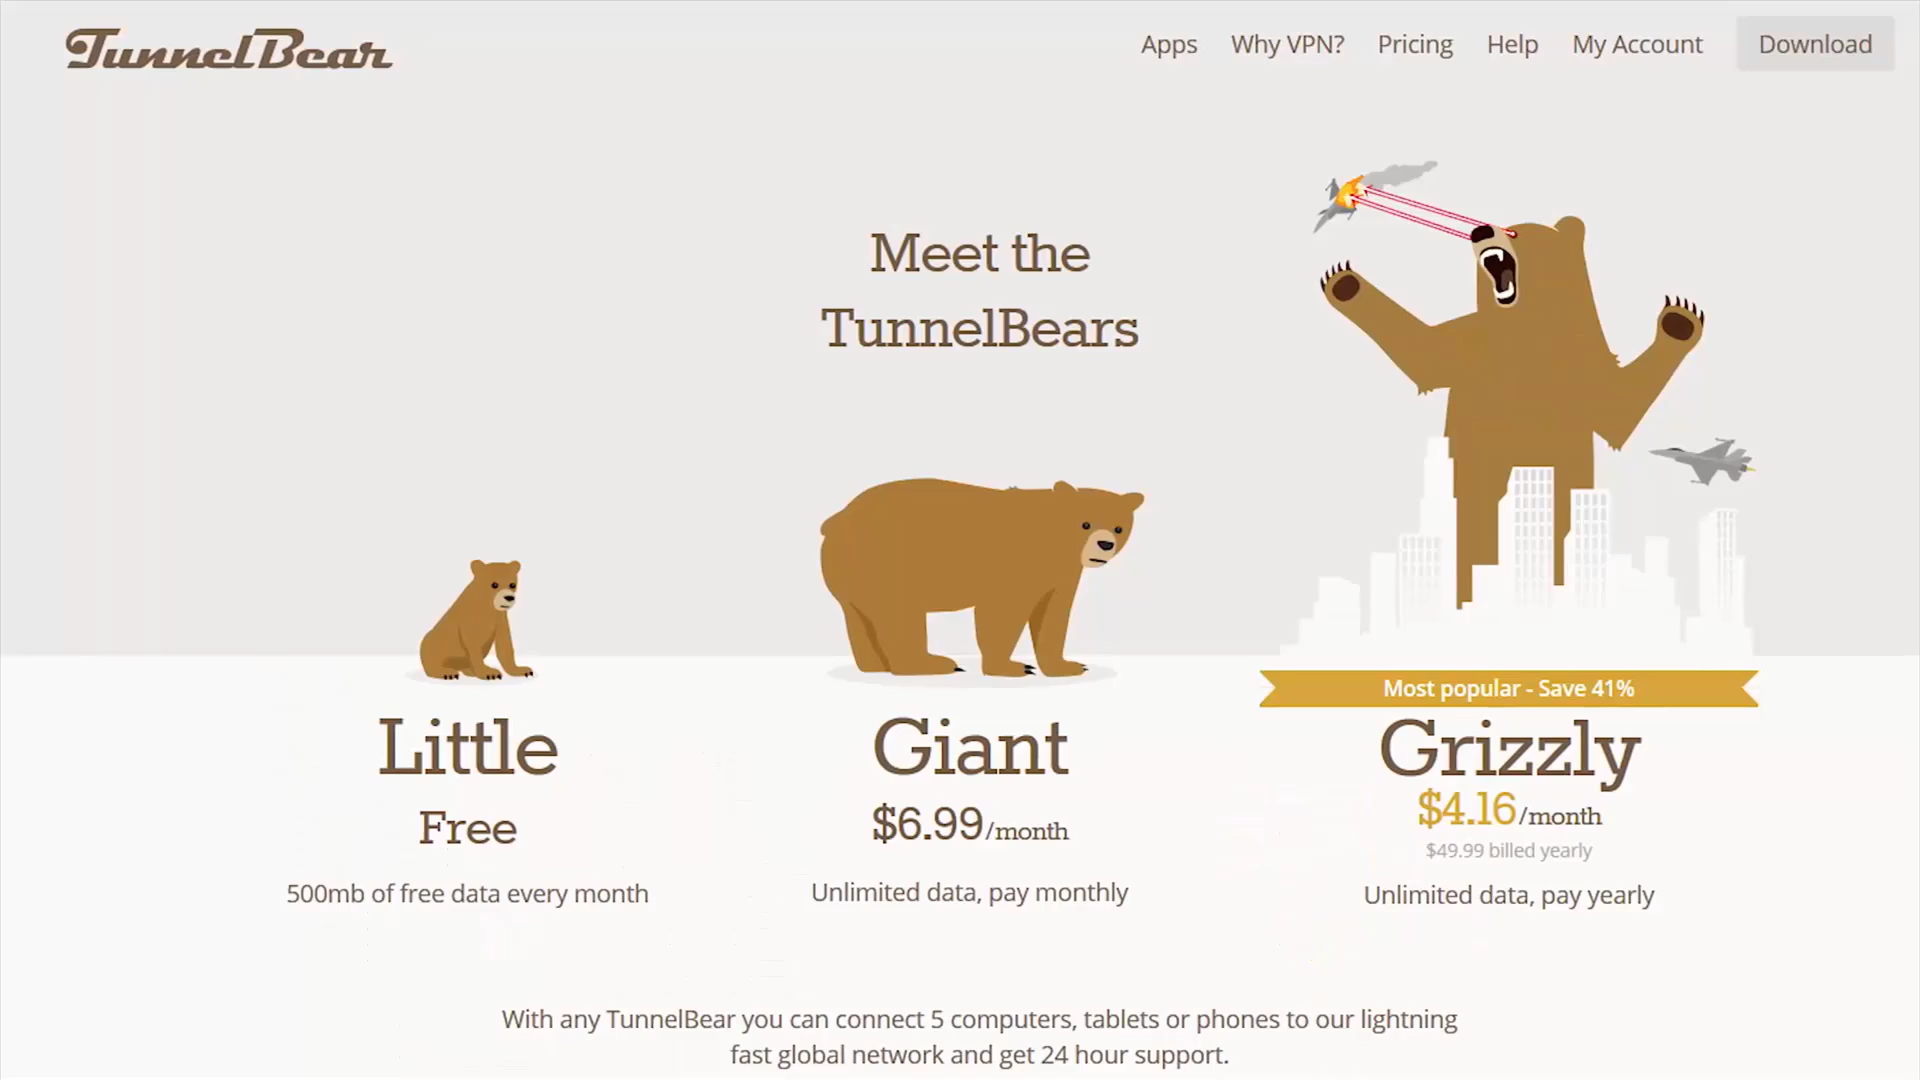 TunnelBear
Apps Why VPN? Pricing Help My Account Download
Meet the
TunnelBears
Most popular - Save 41%
Little
Free
500mb of free data every month
Giant
$6.99/month
Unlimited data, pay monthly
Grizzly
$4.16/month
$49.99 billed yearly
Unlimited data, pay yearly
With any TunnelBear you can connect 5 computers, tablets or phones to our lightning
fast global network and get 24 hour support.